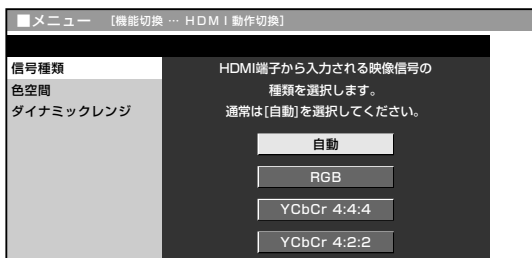 ■メニュー [機能切換 … HDMI動作切換]
信号種類
色空間
ダイナミックレンジ
HDMI端子から入力される映像信号の
種類を選択します。
通常は[自動]を選択してください。
自動
RGB
YCbCr 4:4:4
YCbCr 4:2:2